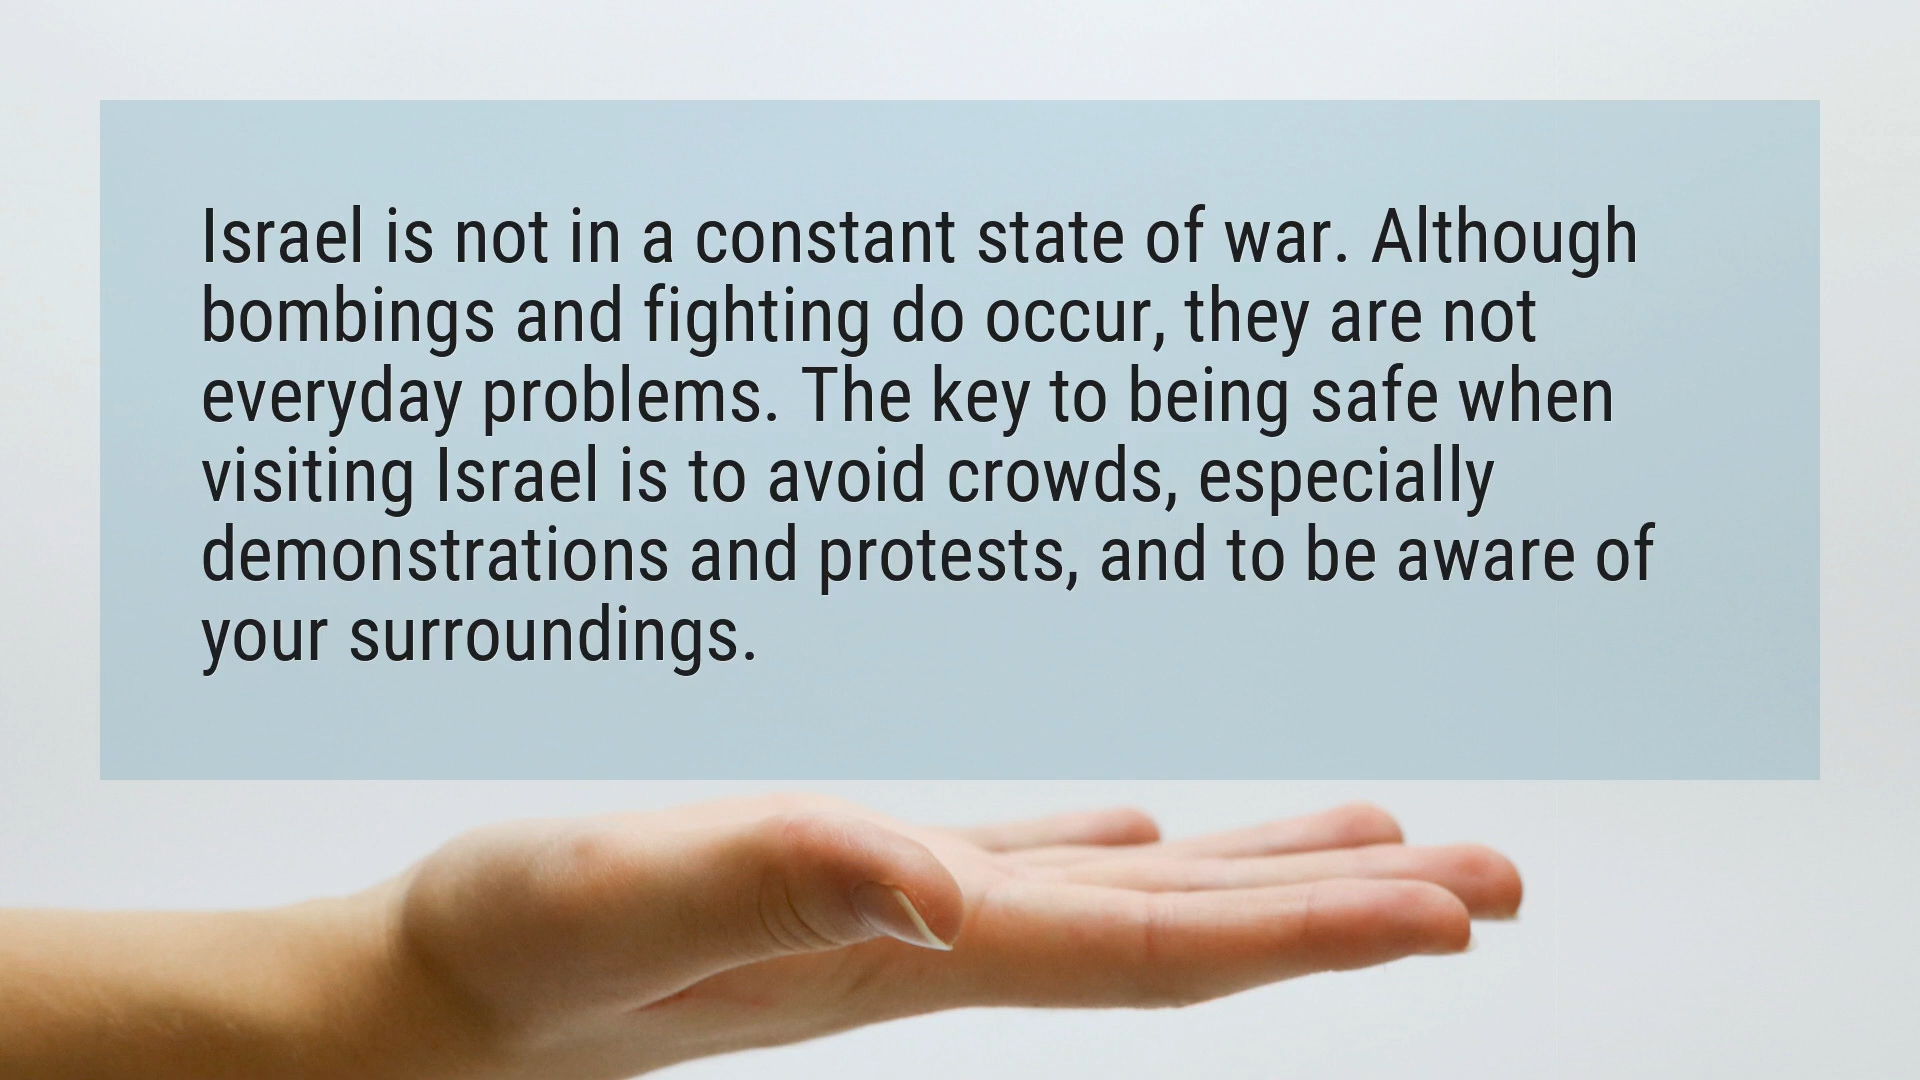 Israel is not in a constant state of war. Although
bombings and fighting do occur, they are not
everyday problems. The key to being safe when
visiting Israel is to avoid crowds, especially
demonstrations and protests, and to be aware of
your surroundings.